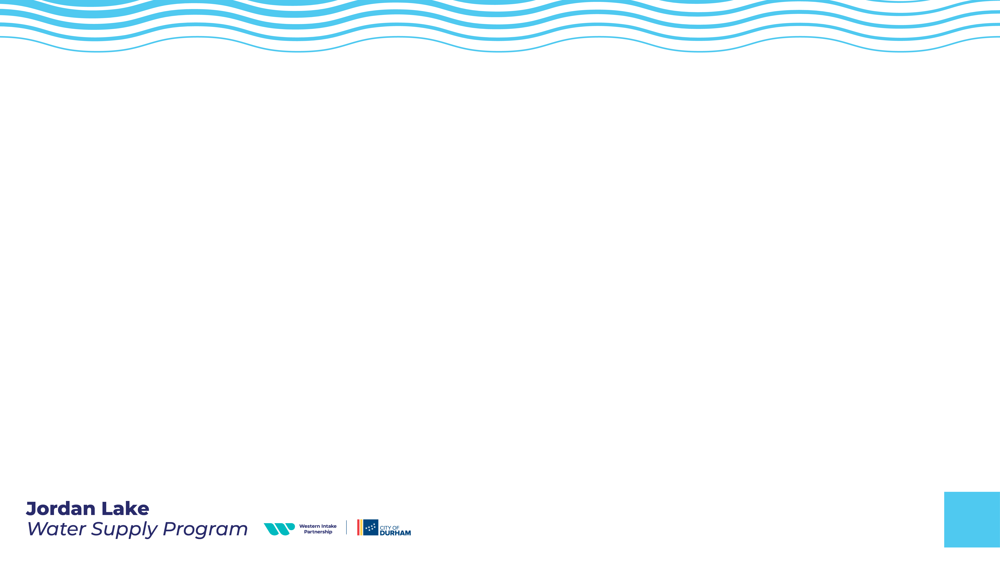 Jordan Lake
Water Supply Program
Western Intake
Partnership
CITY OF
DURHAM